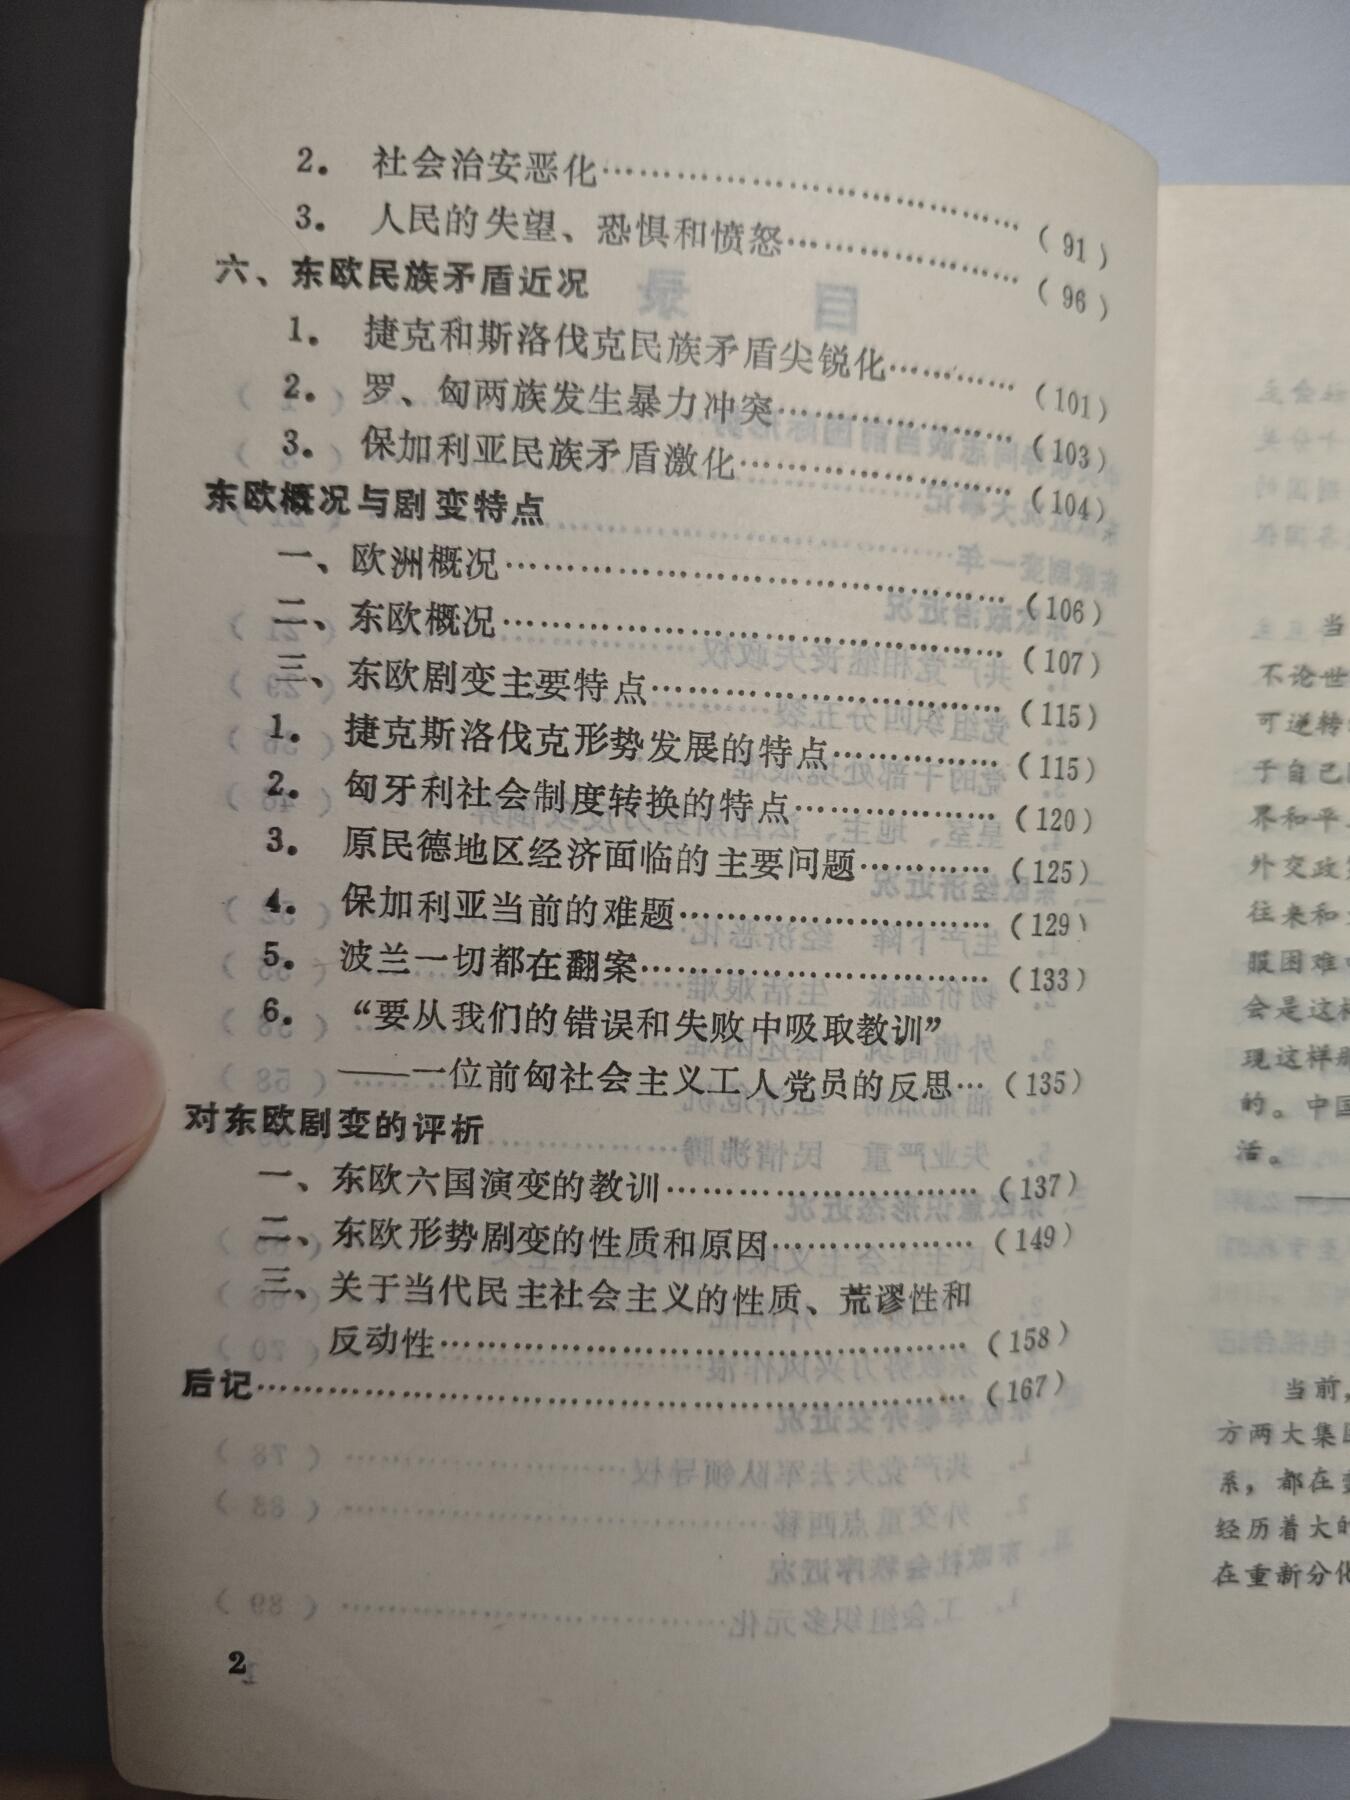 2. 社会治安恶化……………………………(91)
3. 人民的失望、恐惧和愤怒………………(96)
六、东欧民族矛盾近况
1. 捷克和斯洛伐克民族矛盾尖锐化…………(101)
2. 罗、匈两族发生暴力冲突…………………(103)
3. 保加利亚民族矛盾激化……………………(104)
东欧概况与剧变特点
一、欧洲概况……………………………………(106)
二、东欧概况……………………………………(107)
三、东欧剧变主要特点…………………………(115)
1. 捷克斯洛伐克形势发展的特点……………(115)
2. 匈牙利社会制度转换的特点………………(120)
3. 原民德地区经济面临的主要问题…………(125)
4. 保加利亚当前的难题………………………(129)
5. 波兰一切都在翻案…………………………(133)
6. “要从我们的错误和失败中吸取教训”
——一位前匈社会主义工人党员的反思…(135)
对东欧剧变的评析
一、东欧六国演变的教训………………………(137)
二、东欧形势剧变的性质和原因………………(149)
三、关于当代民主社会主义的性质、荒谬性和
反动性………………………………………(158)
后记………………………………………………(167)
2
当
不论世
可逆转
于自己
界和平
外交政
往来和
服困难
会是这样
现这样那
的。中国
活。
当前,
方两大集团
系，都在
经历着大的
在重新分化